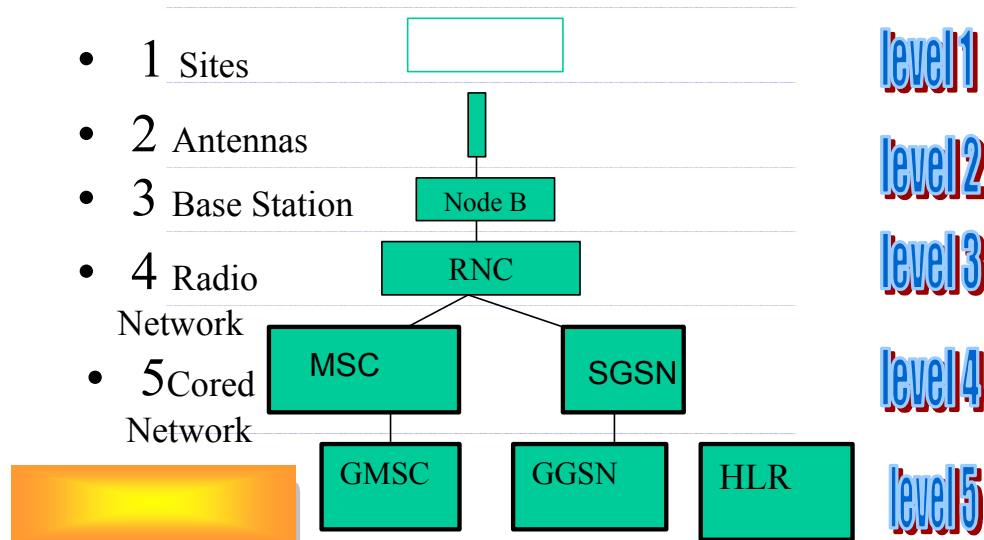 • 1 Sites
level 1
• 2 Antennas
level 2
• 3 Base Station
Node B
• 4 Radio
Network
RNC
level 3
MSC
SGSN
level 4
• 5Cored
Network
GMSC
GGSN
HLR
level 5